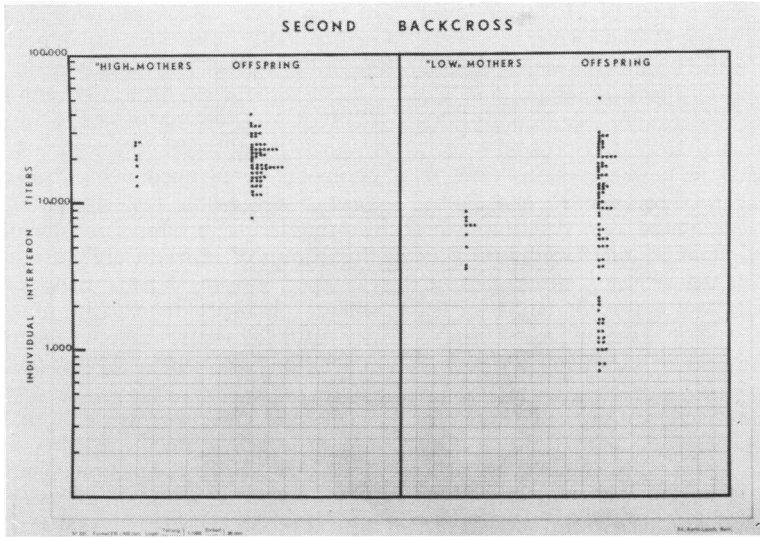 SECOND BACKCROSS
100,000
"HIGH" MOTHERS OFFSPRING "LOW" MOTHERS OFFSPRING
10,000
1,000
INDIVIDUAL INTERFERON TITERS